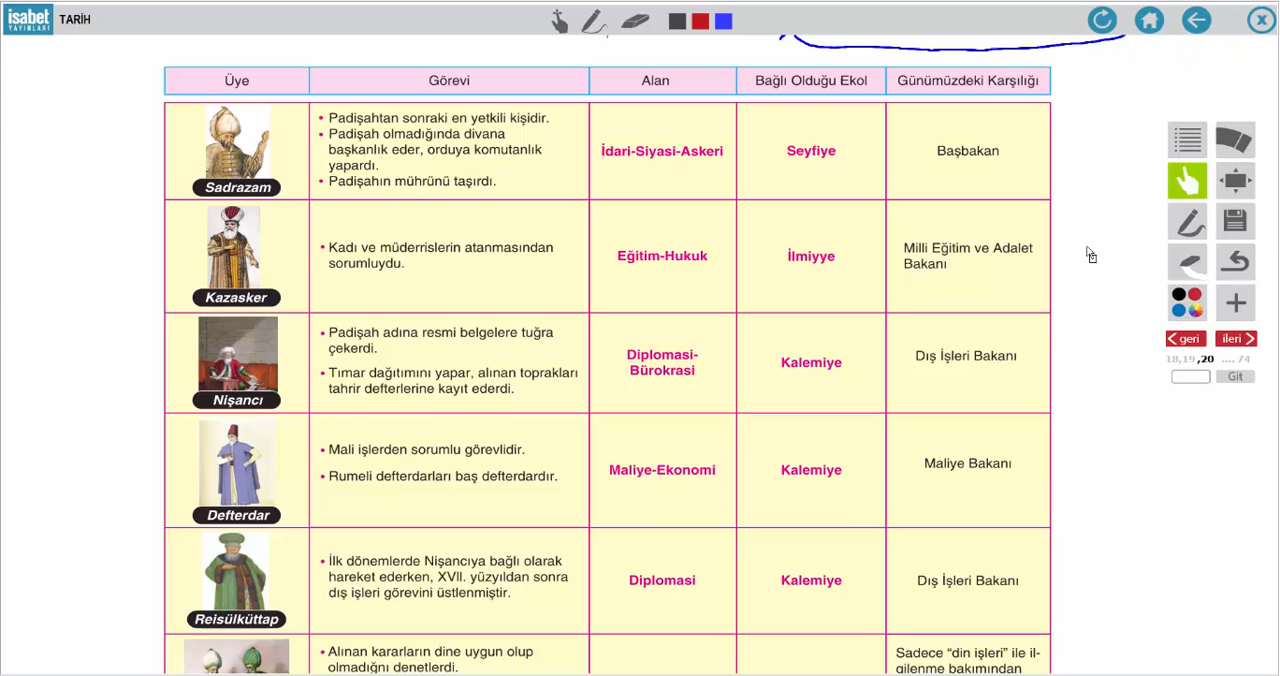 isabet
YAYINLARI
TARİH
Üye
Görevi
Alan
Bağlı Olduğu Ekol
Günümüzdeki Karşılığı
Sadrazam
• Padişahtan sonraki en yetkili kişidir.
• Padişah olmadığında divana
başkanlık eder, orduya komutanlık
yapardı.
• Padişahın mührünü taşırdı.
İdari-Siyasi-Askeri
Seyfiye
Başbakan
Kazasker
• Kadı ve müderrislerin atanmasından
sorumluydu.
Eğitim-Hukuk
İlmiyye
Milli Eğitim ve Adalet
Bakanı
Nişancı
• Padişah adına resmi belgelere tuğra
çekerdi.
• Tımar dağıtımını yapar, alınan toprakları
tahrir defterlerine kayıt ederdi.
Diplomasi-
Bürokrasi
Kalemiye
Dış İşleri Bakanı
Defterdar
• Mali işlerden sorumlu görevlidir.
• Rumeli defterdarları baş defterdardır.
Maliye-Ekonomi
Kalemiye
Maliye Bakanı
Reisülküttap
• İlk dönemlerde Nişancıya bağlı olarak
hareket ederken, XVII. yüzyıldan sonra
dış işleri görevini üstlenmiştir.
Diplomasi
Kalemiye
Dış İşleri Bakanı
• Alınan kararların dine uygun olup
olmadığnı denetlerdi.
Sadece “din işleri” ile il-
gilenme bakımından
geri
ileri
18,19,20 .... 74
Git